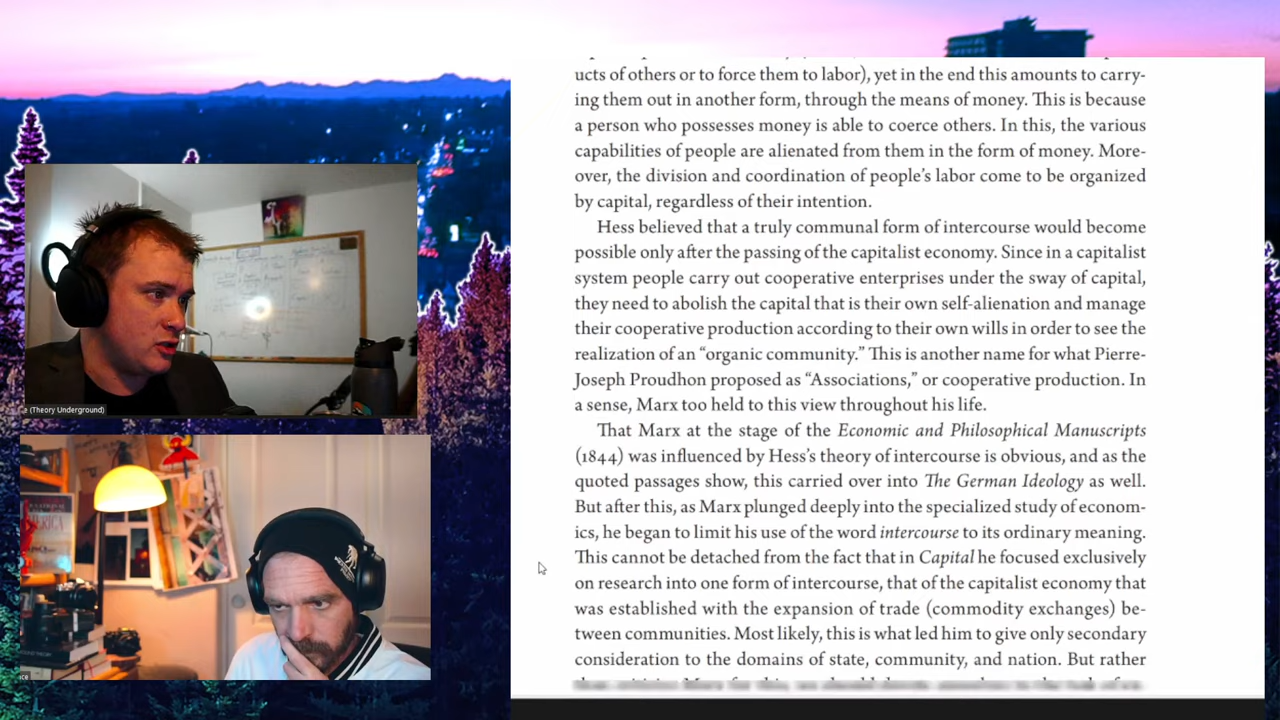 ucts of others or to force them to labor), yet in the end this amounts to carry-
ing them out in another form, through the means of money. This is because
a person who possesses money is able to coerce others. In this, the various
capabilities of people are alienated from them in the form of money. More-
over, the division and coordination of people’s labor come to be organized
by capital, regardless of their intention.
Hess believed that a truly communal form of intercourse would become
possible only after the passing of the capitalist economy. Since in a capitalist
system people carry out cooperative enterprises under the sway of capital,
they need to abolish the capital that is their own self-alienation and manage
their cooperative production according to their own wills in order to see the
realization of an “organic community.” This is another name for what Pierre-
Joseph Proudhon proposed as “Associations,” or cooperative production. In
a sense, Marx too held to this view throughout his life.
That Marx at the stage of the Economic and Philosophical Manuscripts
(1844) was influenced by Hess’s theory of intercourse is obvious, and as the
quoted passages show, this carried over into The German Ideology as well.
But after this, as Marx plunged deeply into the specialized study of econom-
ics, he began to limit his use of the word intercourse to its ordinary meaning.
This cannot be detached from the fact that in Capital he focused exclusively
on research into one form of intercourse, that of the capitalist economy that
was established with the expansion of trade (commodity exchanges) be-
tween communities. Most likely, this is what led him to give only secondary
consideration to the domains of state, community, and nation. But rather
(Theory Underground)